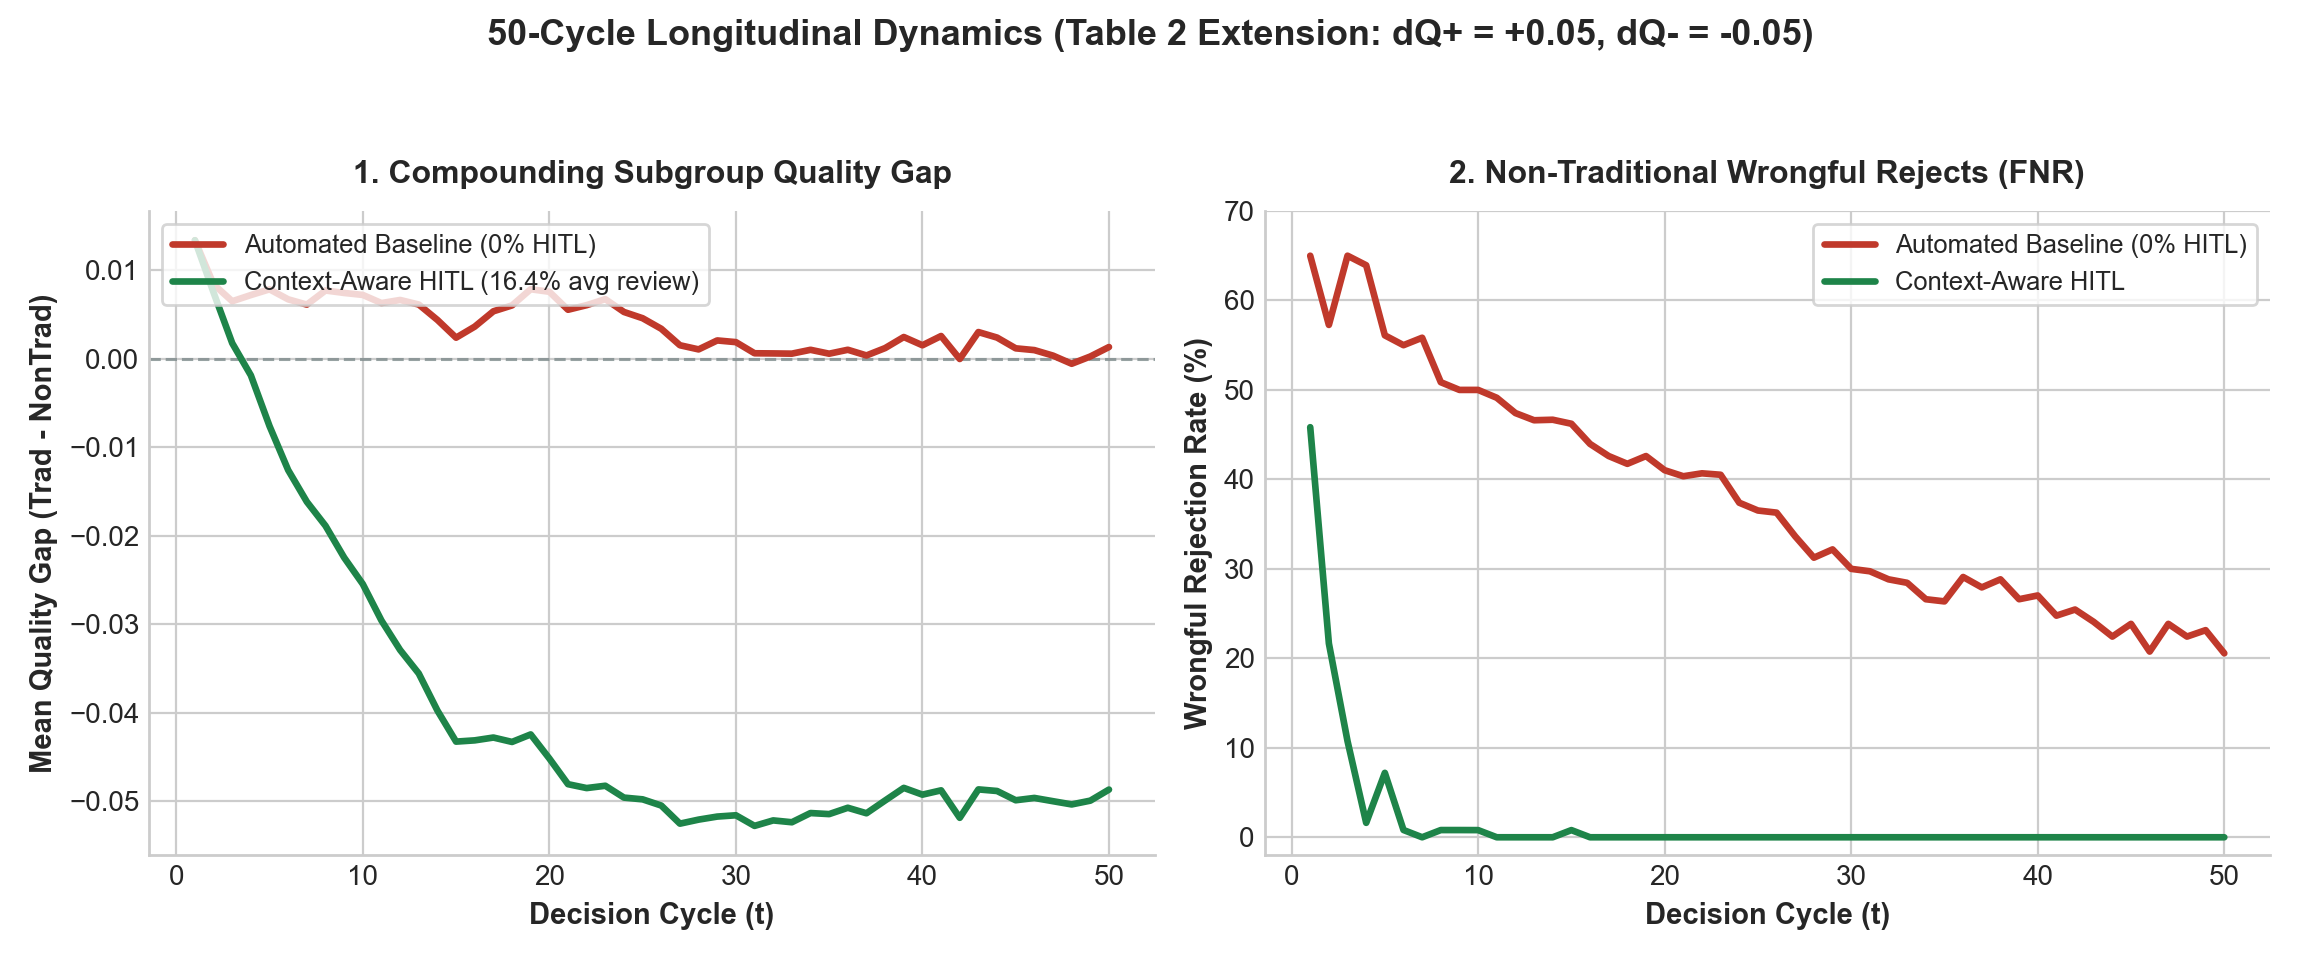 50-Cycle Longitudinal Dynamics (Table 2 Extension: dQ+ = +0.05, dQ- = -0.05)
1. Compounding Subgroup Quality Gap
Automated Baseline (0% HITL)
Context-Aware HITL (16.4% avg review)
Mean Quality Gap (Trad - NonTrad)
0.01
0.00
−0.01
−0.02
−0.03
−0.04
−0.05
0 10 20 30 40 50
Decision Cycle (t)
2. Non-Traditional Wrongful Rejects (FNR)
Automated Baseline (0% HITL)
Context-Aware HITL
Wrongful Rejection Rate (%)
70
60
50
40
30
20
10
0
0 10 20 30 40 50
Decision Cycle (t)